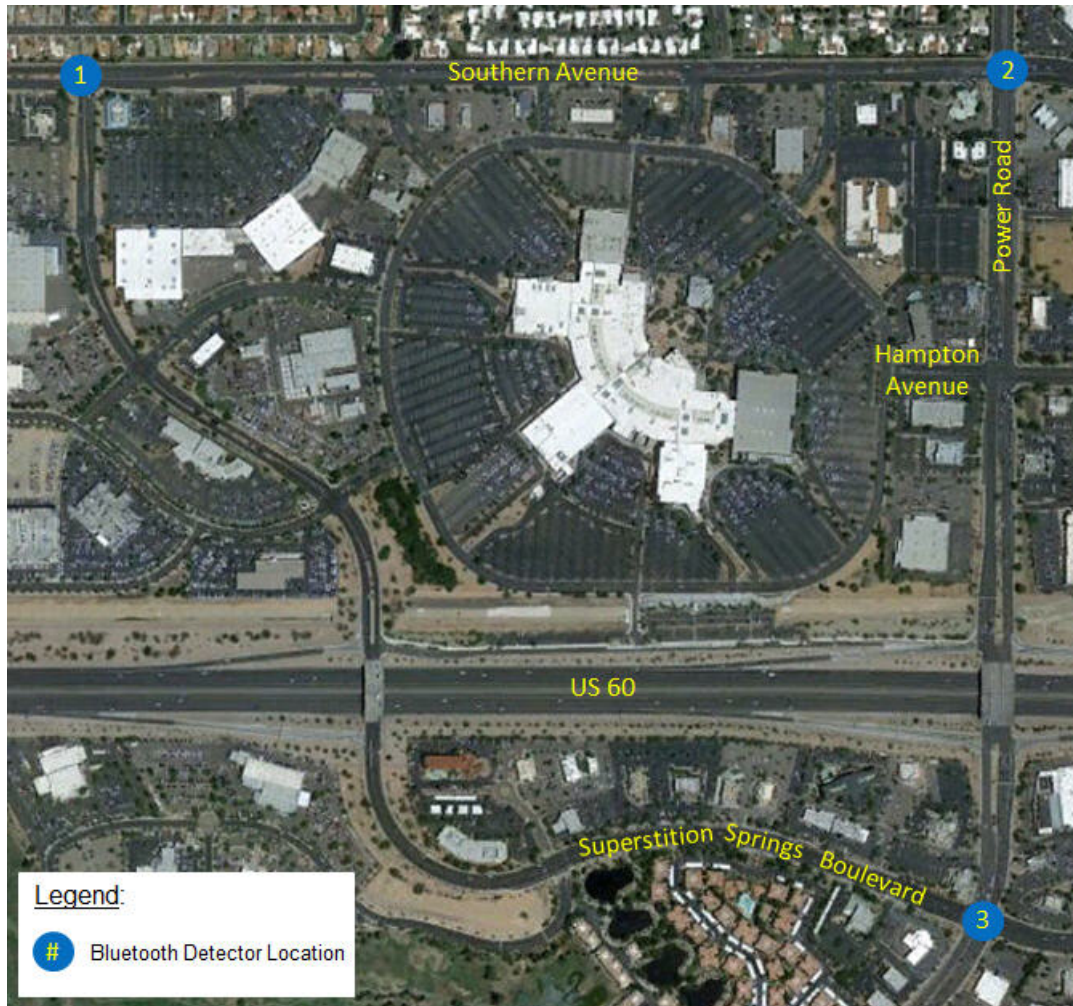 1
Southern Avenue
2
Power Road
Hampton
Avenue
US 60
Superstition Springs Boulevard
3
Legend:
# Bluetooth Detector Location